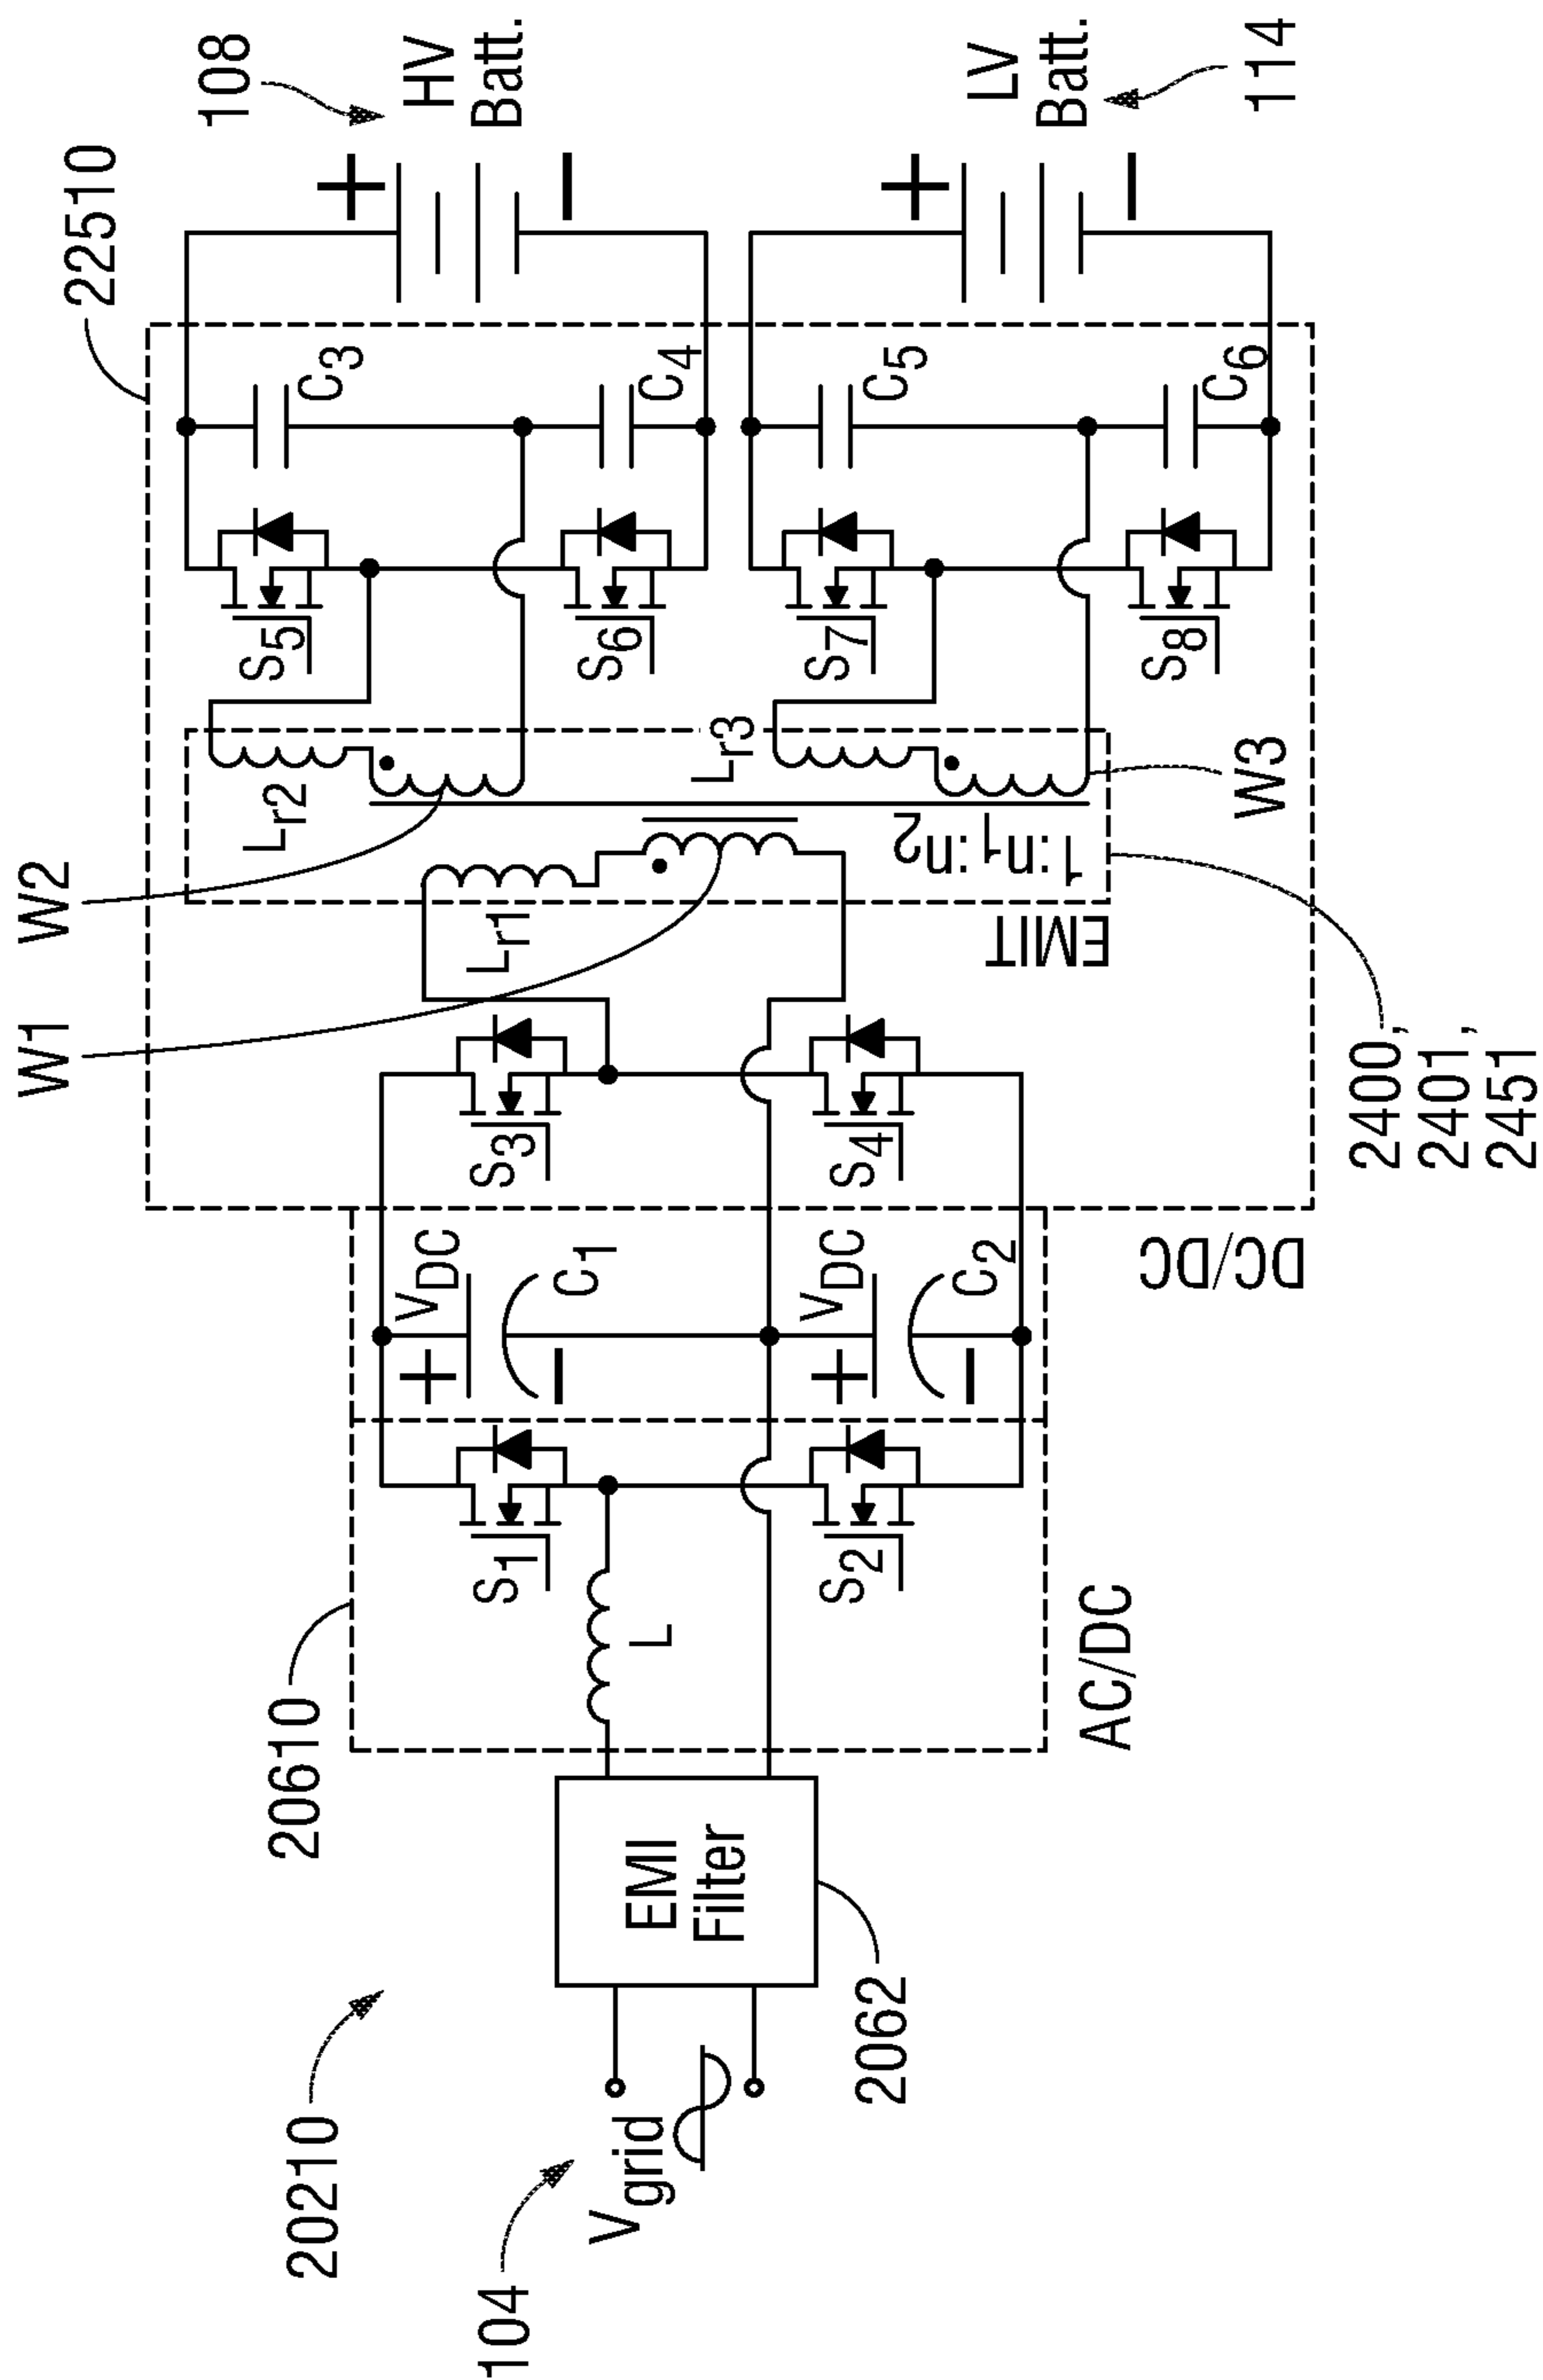 20210
104
Vgrid
EMI
Filter
2062
20610
L
S1
S2
AC/DC
+
VDC
−
C1
+
VDC
−
C2
DC/DC
S3
S4
W1
W2
Lr1
EMIT
1:n1:n2
2400,
2401,
2451
Lr2
Lr3
W3
22510
S5
S6
S7
S8
C3
C4
C5
C6
+
−
108
HV
Batt.
+
−
LV
Batt.
114